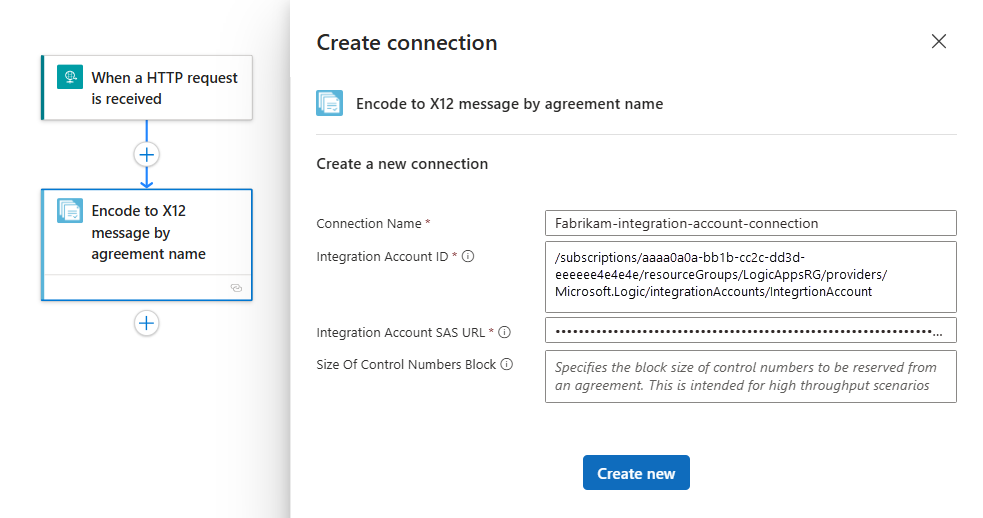 When a HTTP request
is received
Encode to X12
message by
agreement name
Create connection
Encode to X12 message by agreement name
Create a new connection
Connection Name *
Fabrikam-integration-account-connection
Integration Account ID *
/subscriptions/aaaa0a0a-bb1b-cc2c-dd3d-
eeeeee4e4e4e/resourceGroups/LogicAppsRG/providers/
Microsoft.Logic/integrationAccounts/IntegrtionAccount
Integration Account SAS URL *
Size Of Control Numbers Block
Specifies the block size of control numbers to be reserved from
an agreement. This is intended for high throughput scenarios
Create new